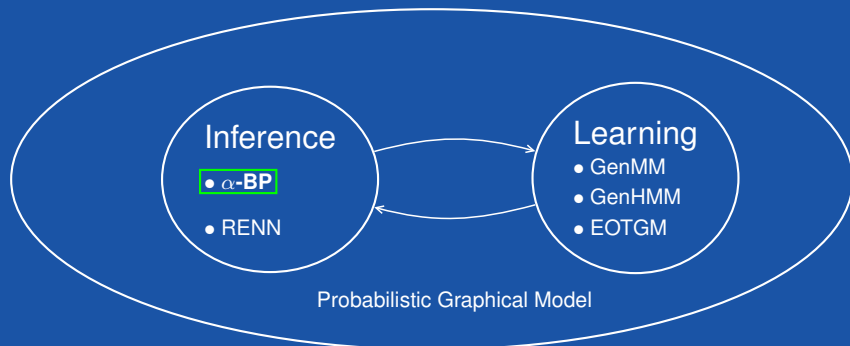 Inference
• α-BP
• RENN
Learning
• GenMM
• GenHMM
• EOTGM
Probabilistic Graphical Model